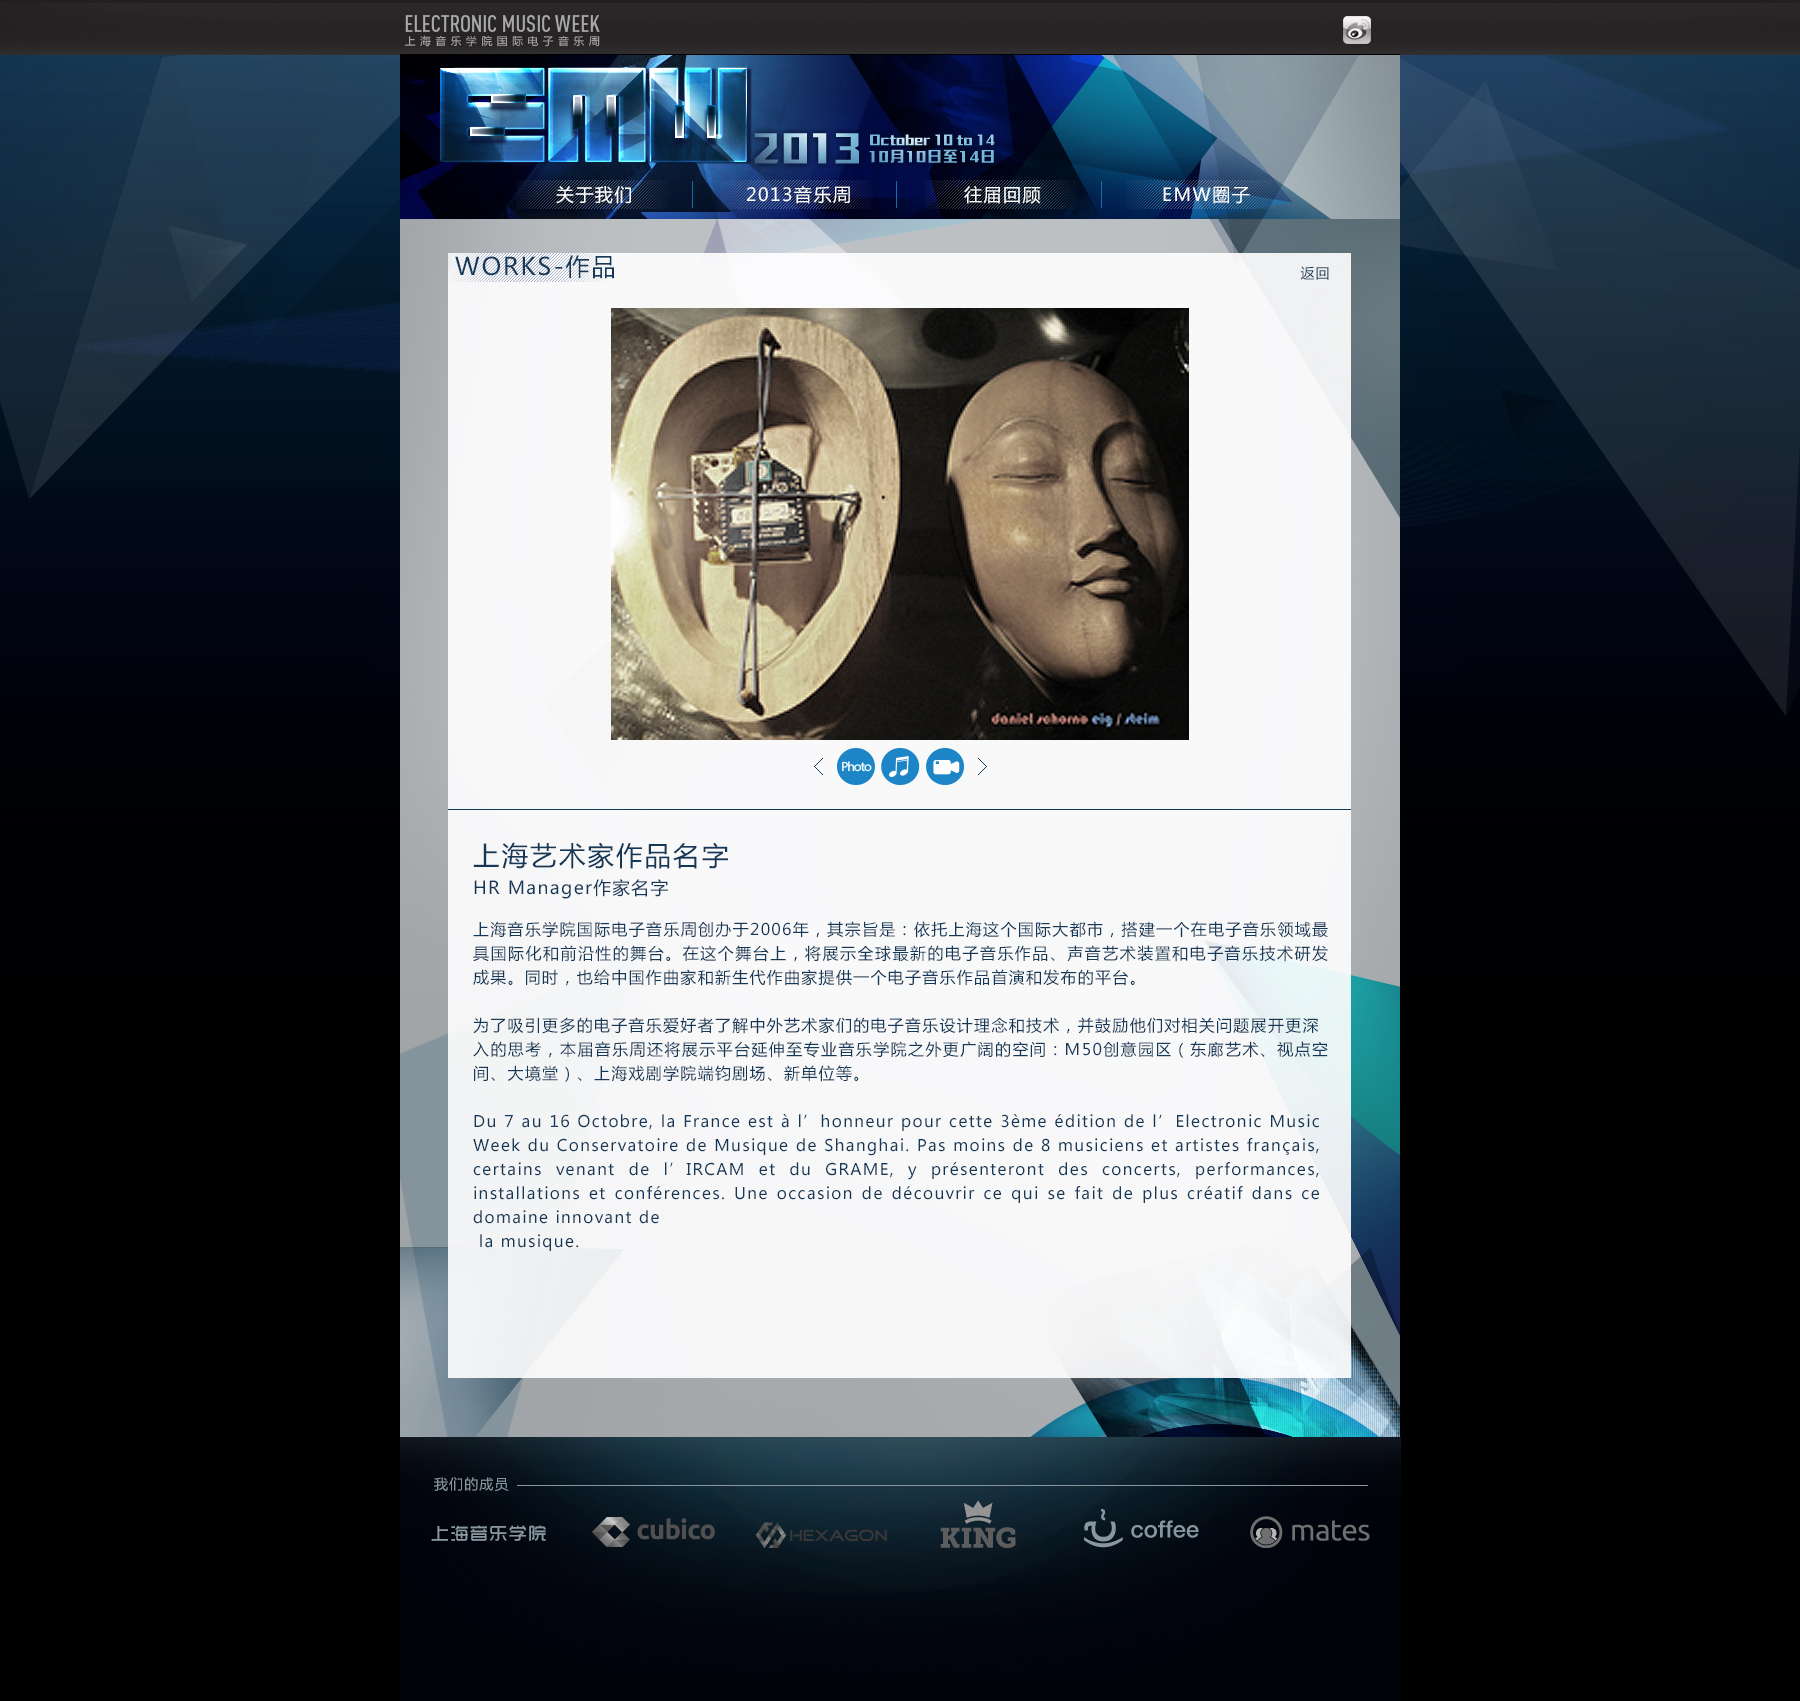 ELECTRONIC MUSIC WEEK
上海音乐学院国际电子音乐周
EMW
2013 October 10 to 14
10月10日至14日
关于我们 2013音乐周 往届回顾 EMW圈子
WORKS-作品
返回
daniel schorno eig / steim
Photo
上海艺术家作品名字
HR Manager作家名字
上海音乐学院国际电子音乐周创办于2006年，其宗旨是：依托上海这个国际大都市，搭建一个在电子音乐领域最
具国际化和前沿性的舞台。在这个舞台上，将展示全球最新的电子音乐作品、声音艺术装置和电子音乐技术研发
成果。同时，也给中国作曲家和新生代作曲家提供一个电子音乐作品首演和发布的平台。
为了吸引更多的电子音乐爱好者了解中外艺术家们的电子音乐设计理念和技术，并鼓励他们对相关问题展开更深
入的思考，本届音乐周还将展示平台延伸至专业音乐学院之外更广阔的空间：M50创意园区（东廊艺术、视点空
间、大境堂）、上海戏剧学院端钧剧场、新单位等。
Du 7 au 16 Octobre, la France est à l’ honneur pour cette 3ème édition de l’ Electronic Music
Week du Conservatoire de Musique de Shanghai. Pas moins de 8 musiciens et artistes français,
certains venant de l’ IRCAM et du GRAME, y présenteront des concerts, performances,
installations et conférences. Une occasion de découvrir ce qui se fait de plus créatif dans ce
domaine innovant de
la musique.
我们的成员
上海音乐学院 cubico HEXAGON KING coffee mates